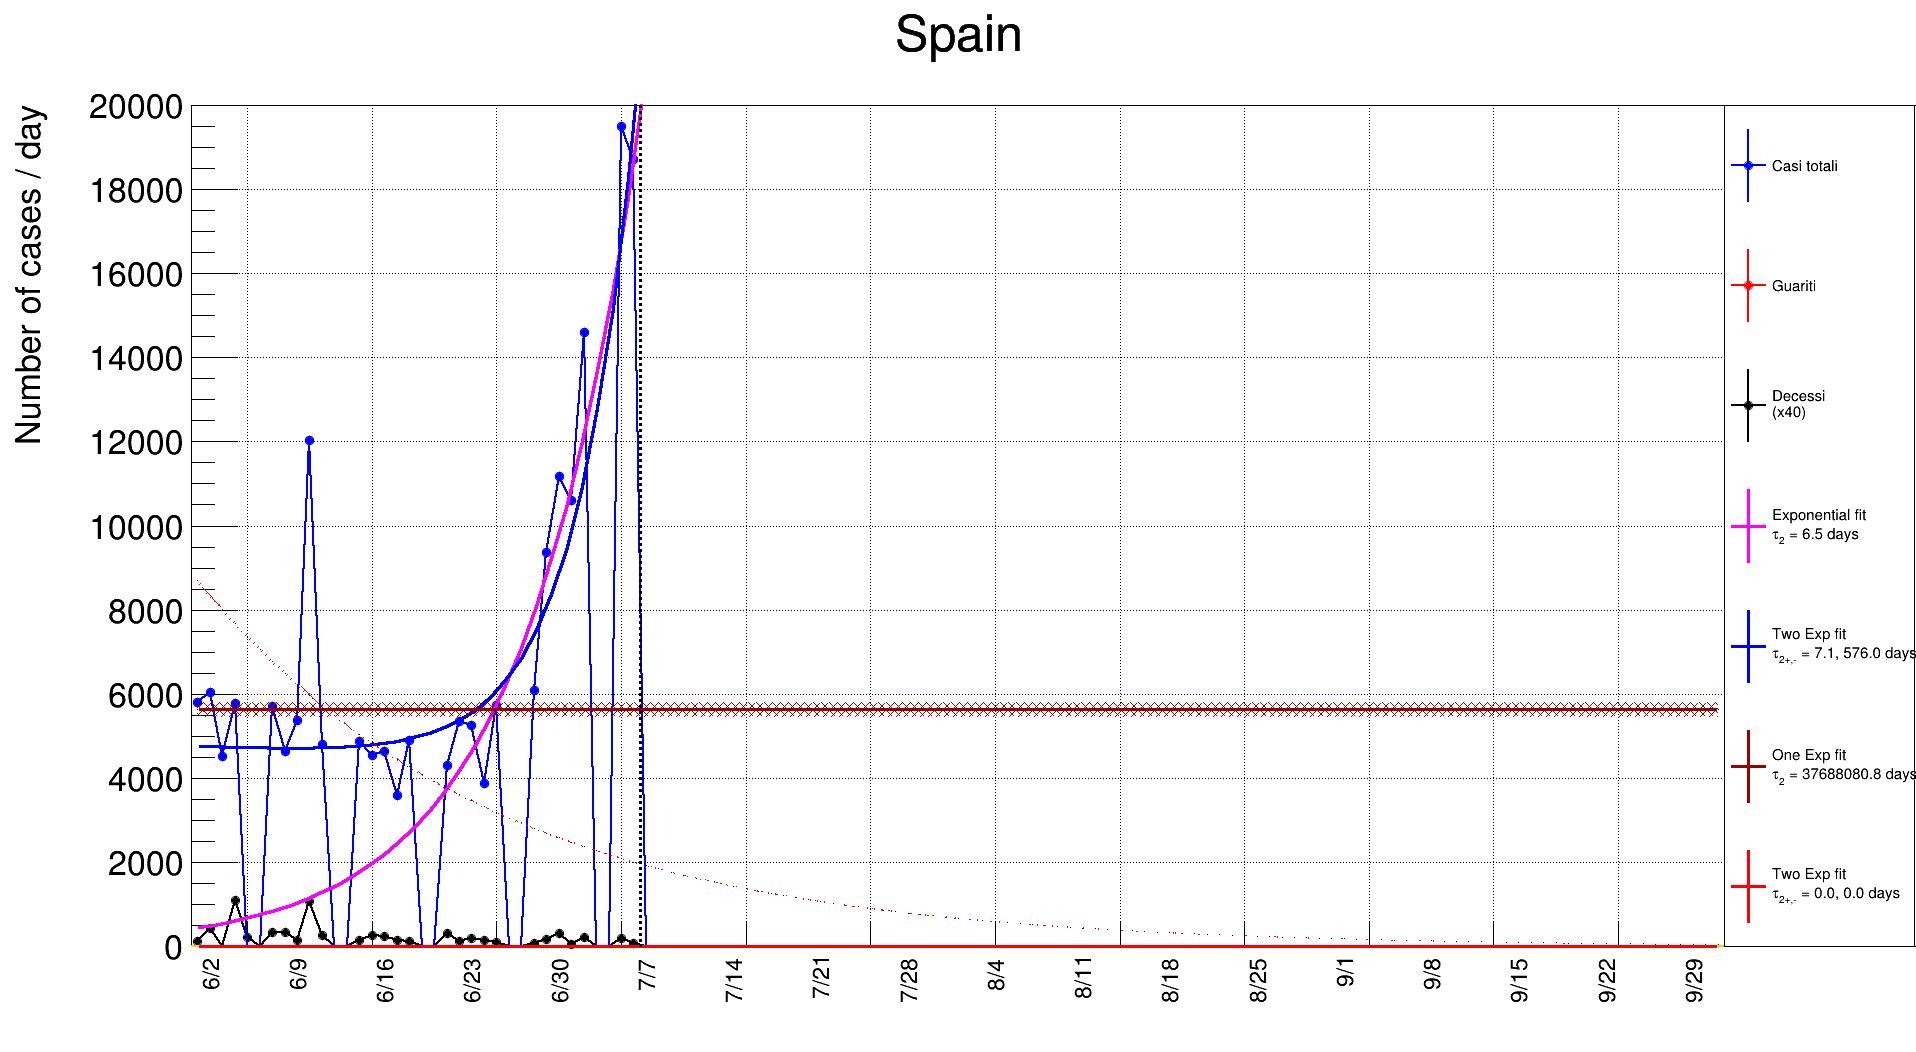 Spain
Number of cases / day
20000
18000
16000
14000
12000
10000
8000
6000
4000
2000
0
6/2
6/9
6/16
6/23
6/30
7/7
7/14
7/21
7/28
8/4
8/11
8/18
8/25
9/1
9/8
9/15
9/22
9/29
Casi totali
Guariti
Decessi
(x40)
Exponential fit
τ2 = 6.5 days
Two Exp fit
τ2+,- = 7.1, 576.0 days
One Exp fit
τ2 = 37688080.8 days
Two Exp fit
τ2+,- = 0.0, 0.0 days